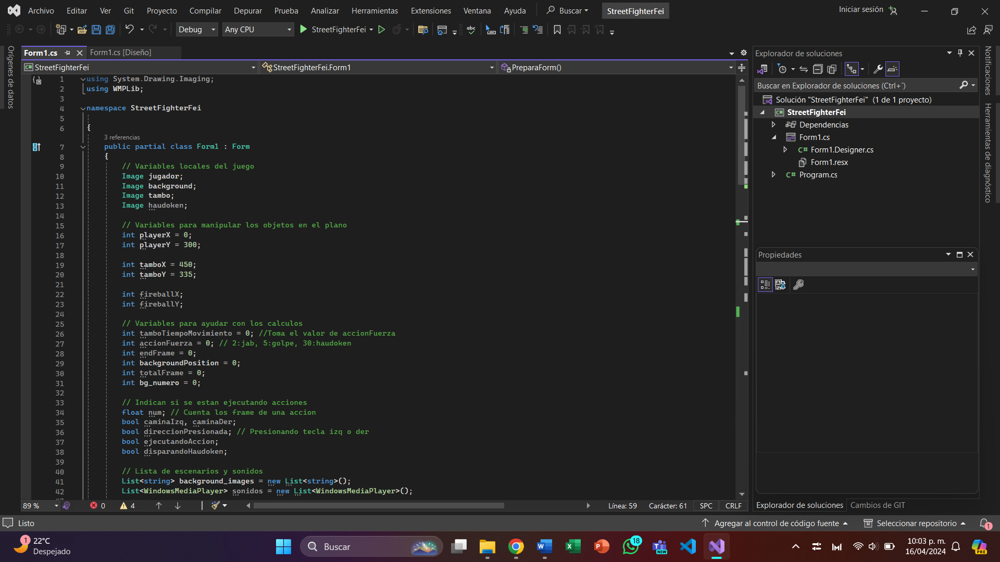 Archivo Editar Ver Git Proyecto Compilar Depurar Prueba Analizar Herramientas Extensiones Ventana Ayuda Buscar StreetFighterFei Iniciar sesión
Debug Any CPU StreetFighterFei
Orígenes de datos
Form1.cs Form1.cs [Diseño]
StreetFighterFei StreetFighterFei.Form1 PreparaForm()
1 using System.Drawing.Imaging;
2 using WMPLib;
3
4 namespace StreetFighterFei
5
6 {
3 referencias
7 public partial class Form1 : Form
8 {
9 // Variables locales del juego
10 Image jugador;
11 Image background;
12 Image tambo;
13 Image haudoken;
14
15 // Variables para manipular los objetos en el plano
16 int playerX = 0;
17 int playerY = 300;
18
19 int tamboX = 450;
20 int tamboY = 335;
21
22 int fireballX;
23 int fireballY;
24
25 // Variables para ayudar con los calculos
26 int tamboTiempoMovimiento = 0; //Toma el valor de accionFuerza
27 int accionFuerza = 0; // 2:jab, 5:golpe, 30:haudoken
28 int endFrame = 0;
29 int backgroundPosition = 0;
30 int totalFrame = 0;
31 int bg_numero = 0;
32
33 // Indican si se estan ejecutando acciones
34 float num; // Cuenta los frame de una accion
35 bool caminaIzq, caminaDer;
36 bool direccionPresionada; // Presionando tecla izq o der
37 bool ejecutandoAccion;
38 bool disparandoHaudoken;
39
40 // Lista de escenarios y sonidos
41 List<string> background_images = new List<string>();
42 List<WindowsMediaPlayer> sonidos = new List<WindowsMediaPlayer>();
89 % 0 4 Línea: 59 Carácter: 61 SPC CRLF
Explorador de soluciones
Buscar en Explorador de soluciones (Ctrl+´)
Solución "StreetFighterFei" (1 de 1 proyecto)
StreetFighterFei
Dependencias
Form1.cs
C# Form1.Designer.cs
Form1.resx
C# Program.cs
Propiedades
Explorador de soluciones Cambios de GIT
Notificaciones
Herramientas de diagnóstico
Listo Agregar al control de código fuente Seleccionar repositorio 1
1 22°C
Despejado
Buscar
18
NEW
10:03 p. m.
16/04/2024
PRE